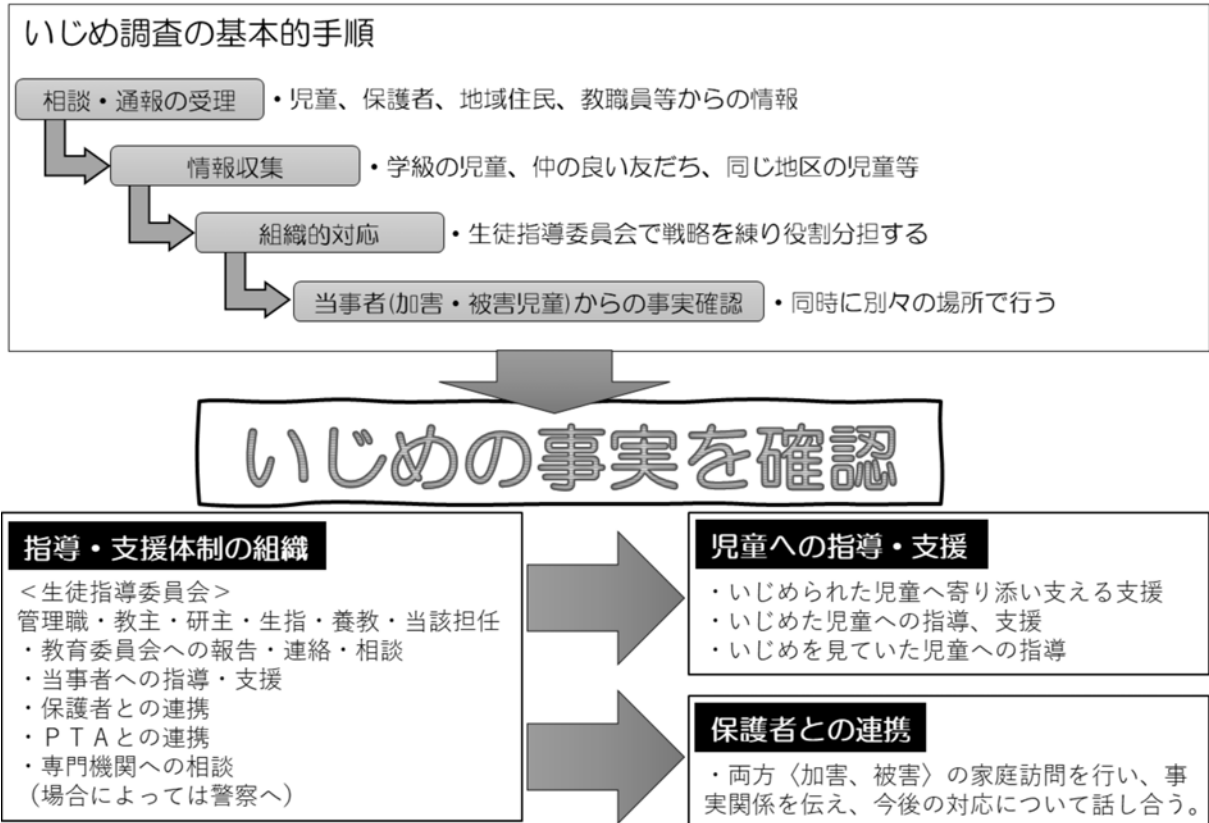 いじめ調査の基本的手順
相談・通報の受理
・児童、保護者、地域住民、教職員等からの情報
情報収集
・学級の児童、仲の良い友だち、同じ地区の児童等
組織的対応
・生徒指導委員会で戦略を練り役割分担する
当事者(加害・被害児童)からの事実確認
・同時に別々の場所で行う
いじめの事実を確認
指導・支援体制の組織
＜生徒指導委員会＞
管理職・教主・研主・生指・養教・当該担任
・教育委員会への報告・連絡・相談
・当事者への指導・支援
・保護者との連携
・ＰＴＡとの連携
・専門機関への相談
（場合によっては警察へ）
児童への指導・支援
・いじめられた児童へ寄り添い支える支援
・いじめた児童への指導、支援
・いじめを見ていた児童への指導
保護者との連携
・両方〈加害、被害〉の家庭訪問を行い、事
実関係を伝え、今後の対応について話し合う。